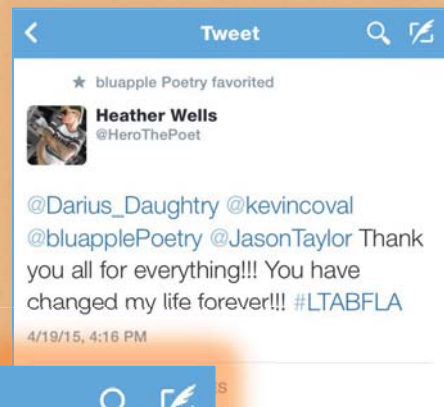 Tweet
bluapple Poetry favorited
Heather Wells
@HeroThePoet
@Darius_Daughtry @kevincoval
@bluapplePoetry @JasonTaylor Thank
you all for everything!!! You have
changed my life forever!!! #LTABFLA
4/19/15, 4:16 PM